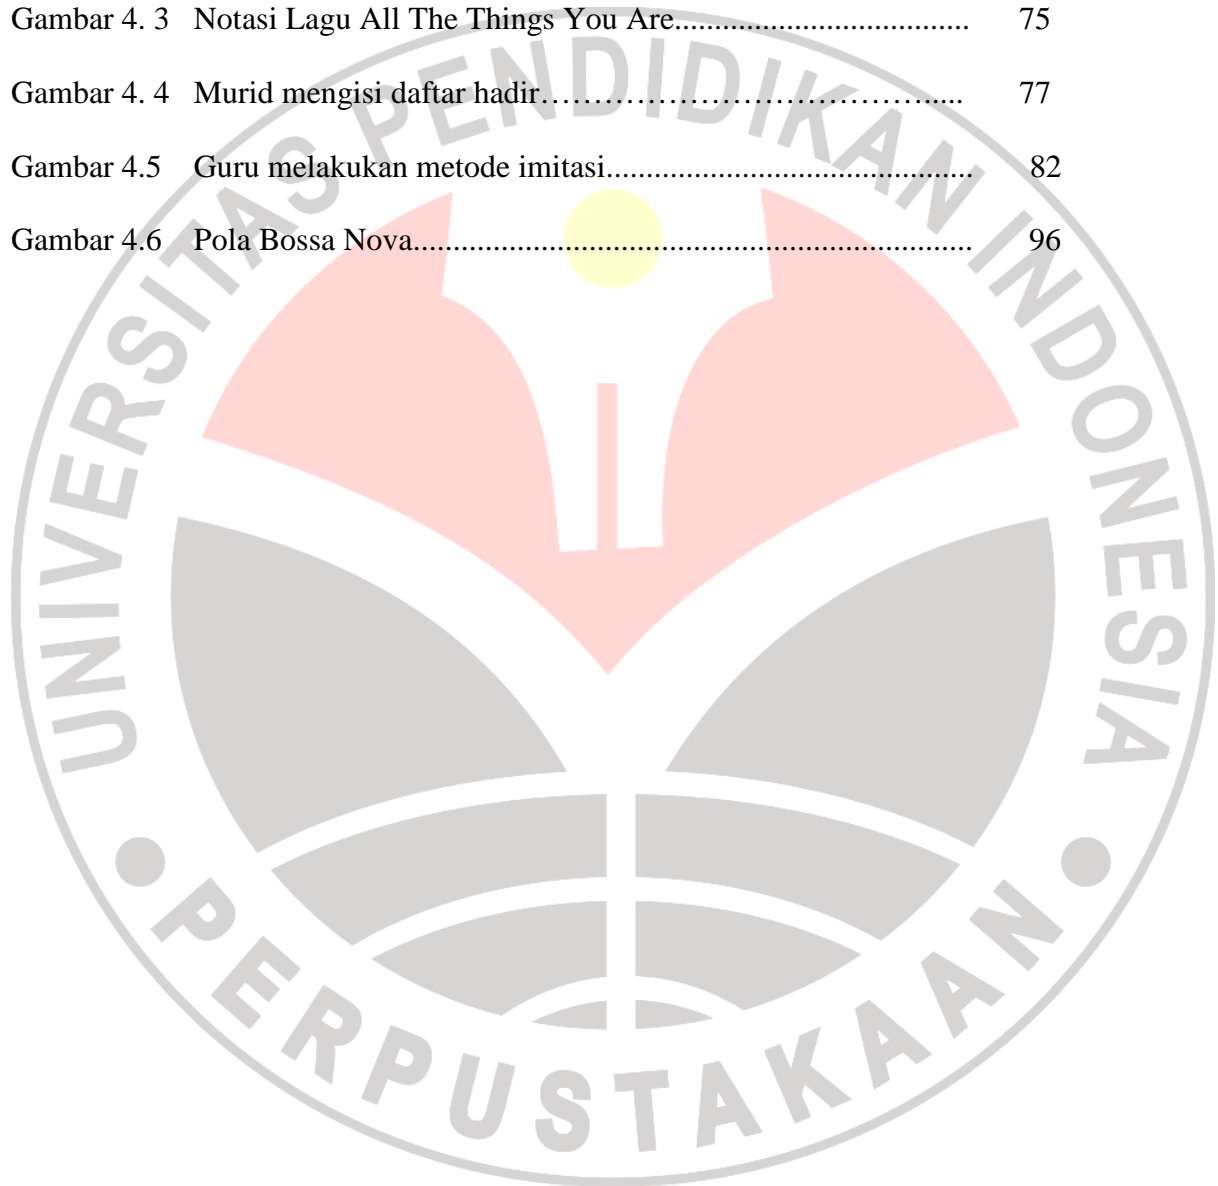 Gambar 4. 3 Notasi Lagu All The Things You Are..................................... 75
Gambar 4. 4 Murid mengisi daftar hadir…………………………………..... 77
Gambar 4.5 Guru melakukan metode imitasi.............................................. 82
Gambar 4.6 Pola Bossa Nova...................................................................... 96
UNIVERSITAS PENDIDIKAN INDONESIA
PERPUSTAKAAN